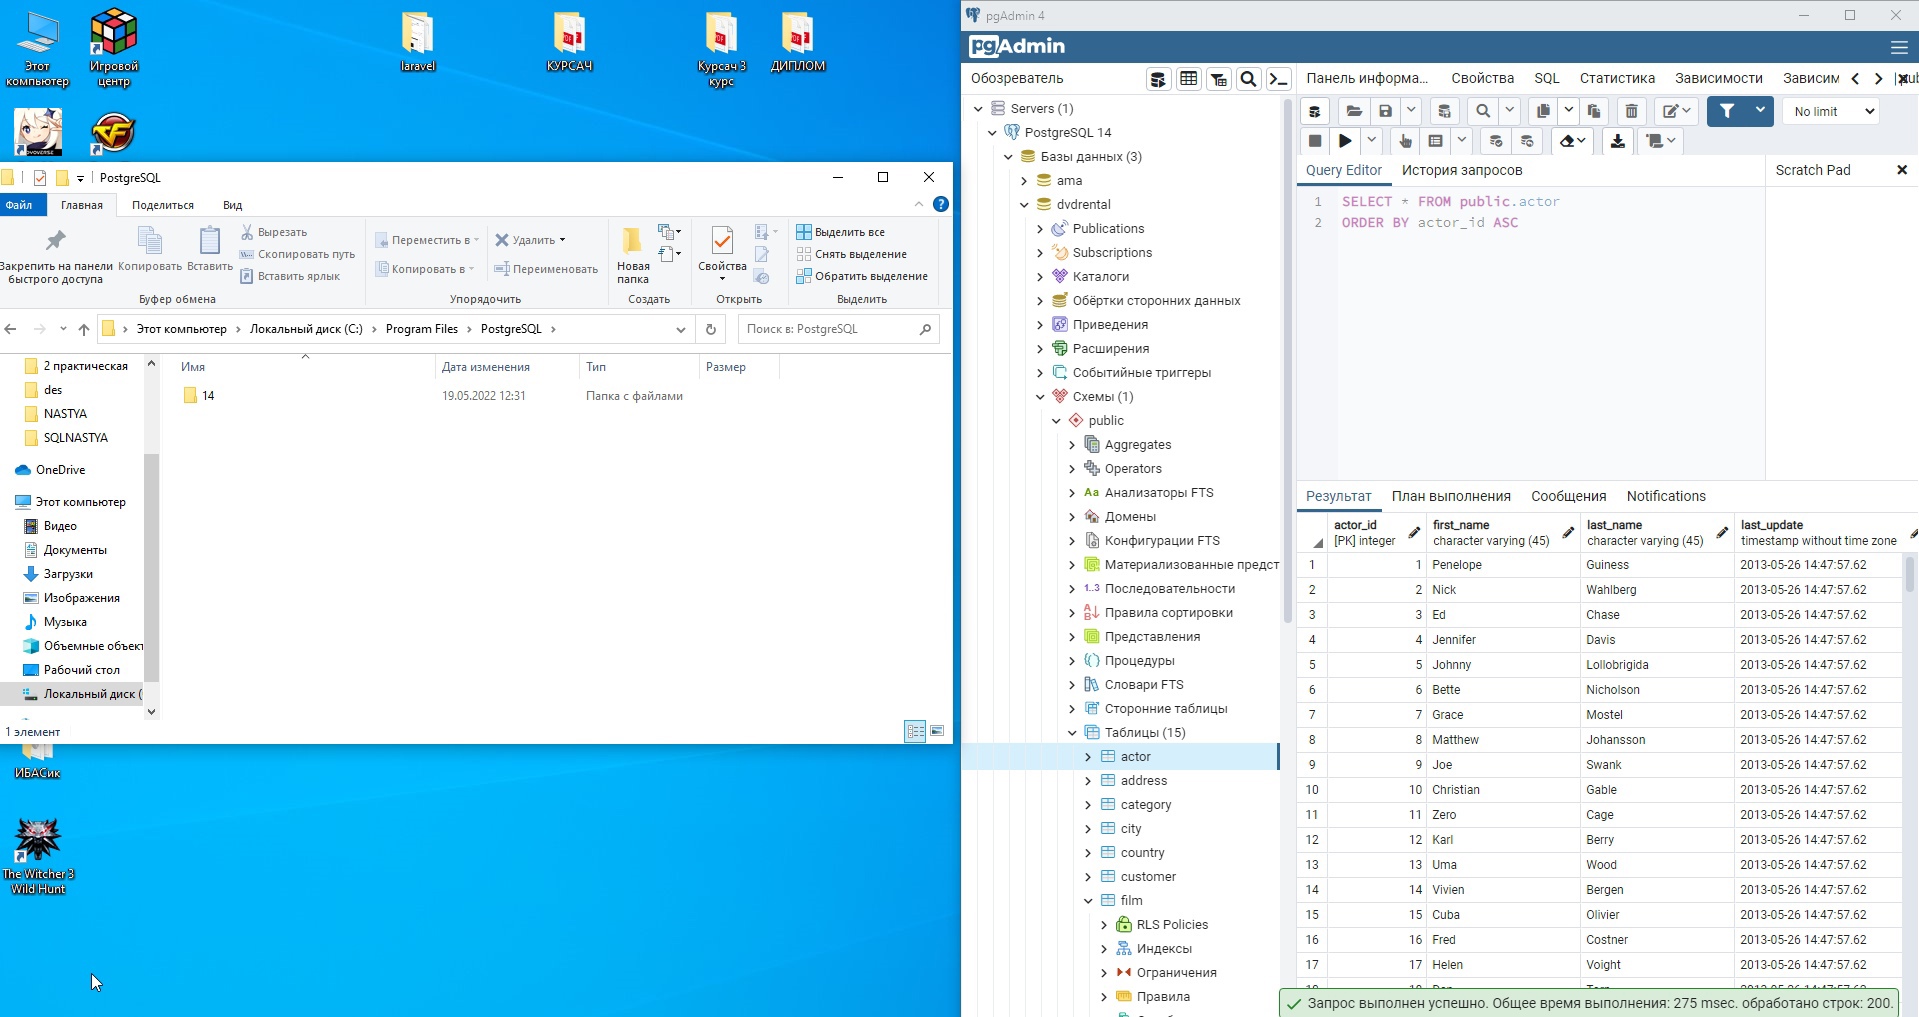 Этот
компьютер
Игровой
центр
laravel
КУРСАЧ
Курсач 3
курс
ДИПЛОМ
PostgreSQL
Файл
Главная
Поделиться
Вид
Закрепить на панели
быстрого доступа
Копировать
Вставить
Вырезать
Скопировать путь
Вставить ярлык
Буфер обмена
Переместить в
Копировать в
Удалить
Переименовать
Упорядочить
Новая
папка
Создать
Свойства
Открыть
Выделить все
Снять выделение
Обратить выделение
Выделить
Этот компьютер
Локальный диск (C:)
Program Files
PostgreSQL
Поиск в: PostgreSQL
Имя
Дата изменения
Тип
Размер
14
19.05.2022 12:31
Папка с файлами
2 практическая
des
NASTYA
SQLNASTYA
OneDrive
Этот компьютер
Видео
Документы
Загрузки
Изображения
Музыка
Объемные объект
Рабочий стол
Локальный диск (
1 элемент
ИБАСик
The Witcher 3
Wild Hunt
pgAdmin 4
pgAdmin
Обозреватель
Servers (1)
PostgreSQL 14
Базы данных (3)
ama
dvdrental
Publications
Subscriptions
Каталоги
Обёртки сторонних данных
Приведения
Расширения
Событийные триггеры
Схемы (1)
public
Aggregates
Operators
Aa Анализаторы FTS
Домены
Конфигурации FTS
Материализованные предст
1..3 Последовательности
Правила сортировки
Представления
Процедуры
Словари FTS
Сторонние таблицы
Таблицы (15)
actor
address
category
city
country
customer
film
RLS Policies
Индексы
Ограничения
Правила
Панель информа...
Свойства
SQL
Статистика
Зависимости
Зависим
No limit
Query Editor
История запросов
Scratch Pad
1 SELECT * FROM public.actor
2 ORDER BY actor_id ASC
Результат
План выполнения
Сообщения
Notifications
actor_id
[PK] integer
first_name
character varying (45)
last_name
character varying (45)
last_update
timestamp without time zone
1 1 Penelope Guiness 2013-05-26 14:47:57.62
2 2 Nick Wahlberg 2013-05-26 14:47:57.62
3 3 Ed Chase 2013-05-26 14:47:57.62
4 4 Jennifer Davis 2013-05-26 14:47:57.62
5 5 Johnny Lollobrigida 2013-05-26 14:47:57.62
6 6 Bette Nicholson 2013-05-26 14:47:57.62
7 7 Grace Mostel 2013-05-26 14:47:57.62
8 8 Matthew Johansson 2013-05-26 14:47:57.62
9 9 Joe Swank 2013-05-26 14:47:57.62
10 10 Christian Gable 2013-05-26 14:47:57.62
11 11 Zero Cage 2013-05-26 14:47:57.62
12 12 Karl Berry 2013-05-26 14:47:57.62
13 13 Uma Wood 2013-05-26 14:47:57.62
14 14 Vivien Bergen 2013-05-26 14:47:57.62
15 15 Cuba Olivier 2013-05-26 14:47:57.62
16 16 Fred Costner 2013-05-26 14:47:57.62
17 17 Helen Voight 2013-05-26 14:47:57.62
Запрос выполнен успешно. Общее время выполнения: 275 msec. обработано строк: 200.